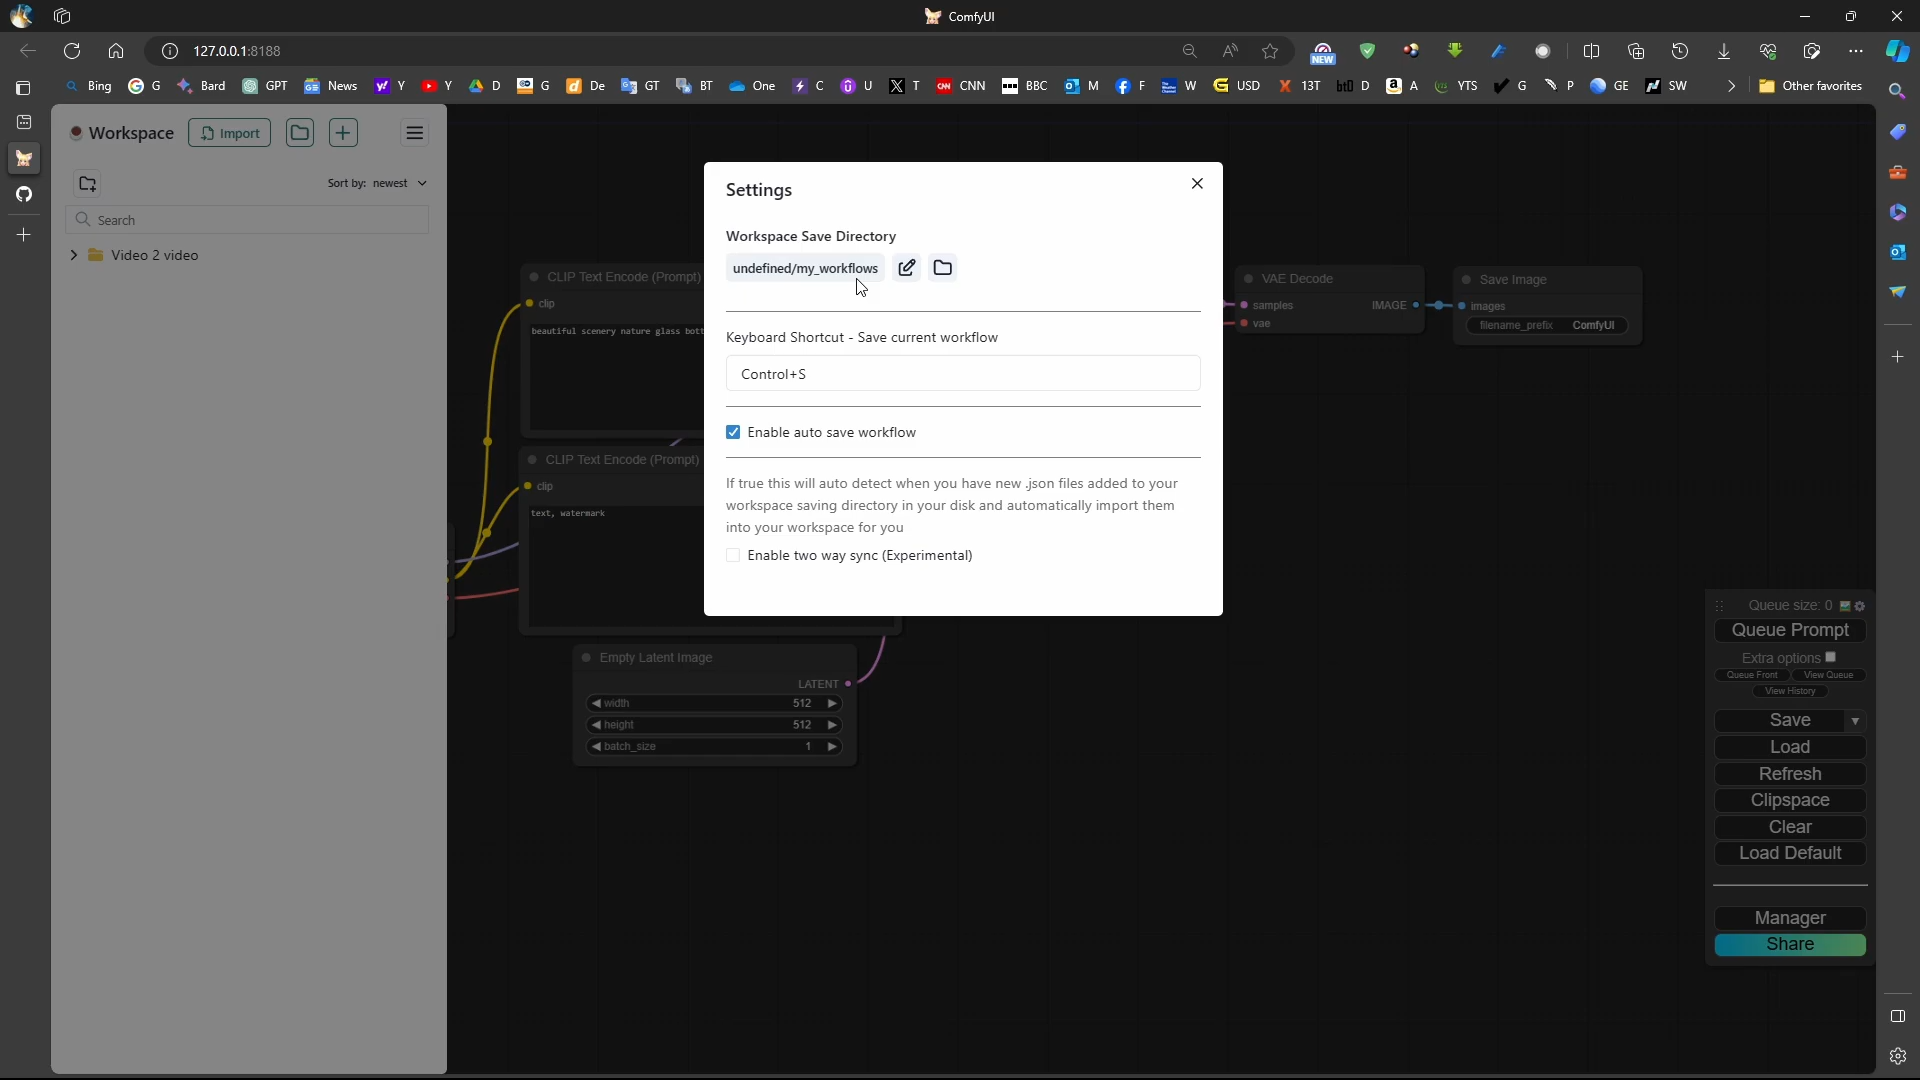 ComfyUI
127.0.0.1:8188
NEW
Bing G Bard GPT News Y Y D G De GT BT One C U T CNN BBC M F W USD 13T D A YTS G P GE SW Other favorites
Workspace Import
Sort by: newest
Search
Video 2 video
Settings
Workspace Save Directory
undefined/my_workflows
Keyboard Shortcut - Save current workflow
Control+S
Enable auto save workflow
If true this will auto detect when you have new .json files added to your
workspace saving directory in your disk and automatically import them
into your workspace for you
Enable two way sync (Experimental)
CLIP Text Encode (Prompt)
clip
beautiful scenery nature glass bott
CLIP Text Encode (Prompt)
clip
text, watermark
Empty Latent Image
LATENT
width 512
height 512
batch_size 1
VAE Decode
samples IMAGE
vae
Save Image
images
filename_prefix ComfyUI
Queue size: 0
Queue Prompt
Extra options
Queue Front View Queue
View History
Save
Load
Refresh
Clipspace
Clear
Load Default
Manager
Share